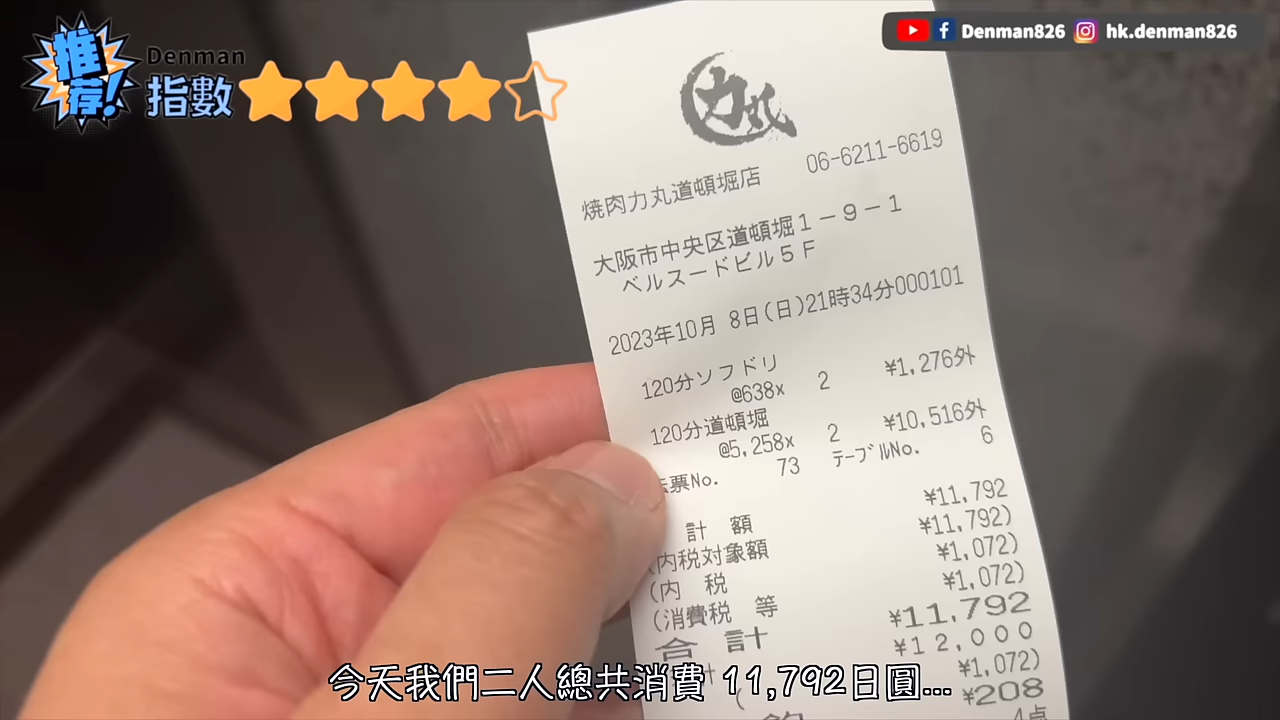 推
荐!
Denman
指數
Denman826 hk.denman826
力丸
焼肉力丸道頓堀店 06-6211-6619
大阪市中央区道頓堀1-9-1
ベルスードビル5F
2023年10月 8日(日)21時34分000101
120分ソフドリ
@638x 2 ¥1,276外
120分道頓堀
@5,258x 2 ¥10,516外
票No. 73 テーブルNo. 6
計 額 ¥11,792
(内税対象額 ¥11,792)
(内 税 ¥1,072)
(消費税 等 ¥1,072)
合 計 ¥11,792
計 ¥12,000
( ¥1,072)
¥208
4点
今天我們二人總共消費 11,792日圓...